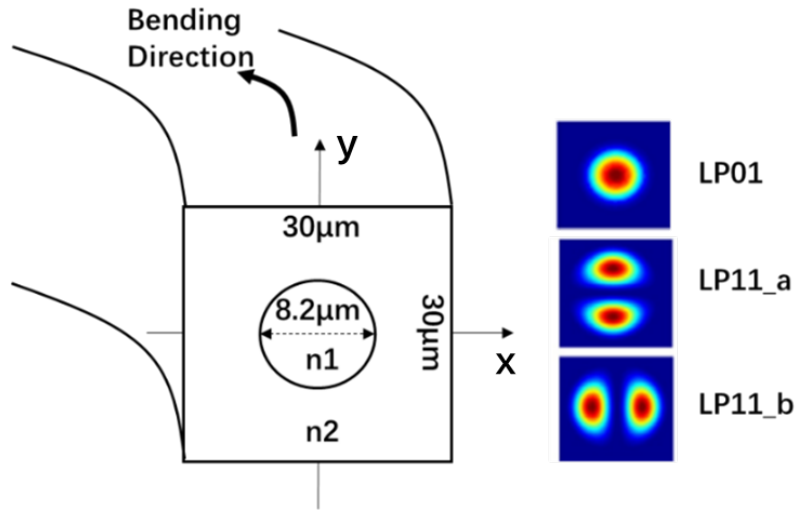 Bending
Direction
y
30μm
8.2μm
30μm
n1
x
n2
LP01
LP11_a
LP11_b